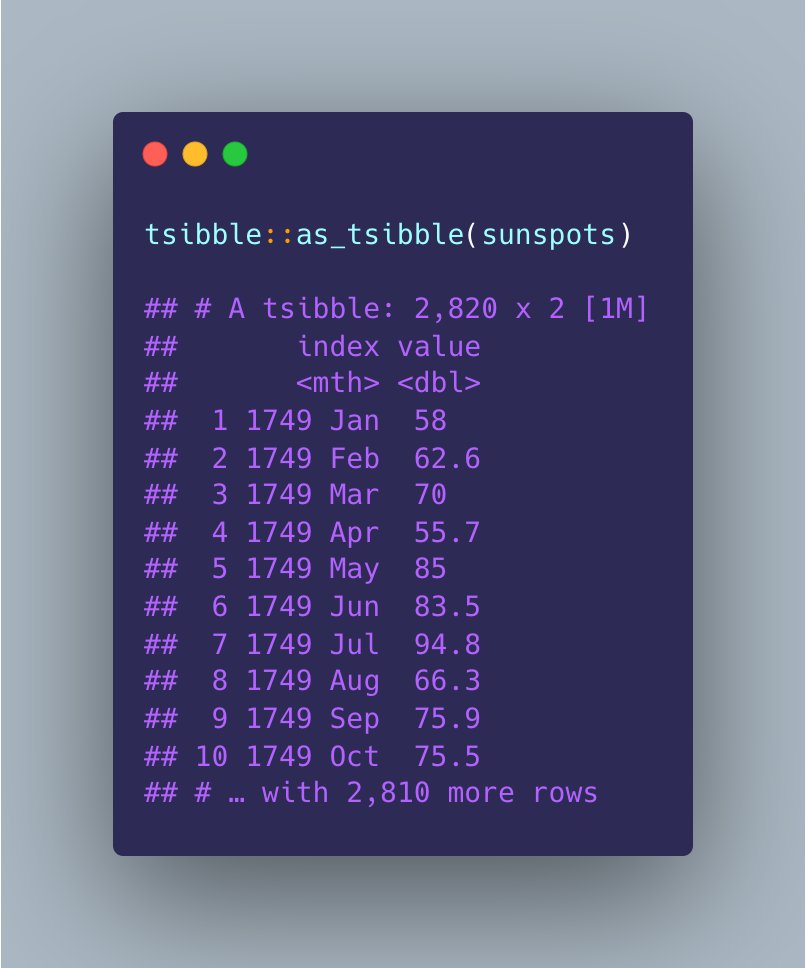 tsibble::as_tsibble(sunspots)
## # A tsibble: 2,820 x 2 [1M]
##       index value
##       <mth> <dbl>
##  1 1749 Jan  58
##  2 1749 Feb  62.6
##  3 1749 Mar  70
##  4 1749 Apr  55.7
##  5 1749 May  85
##  6 1749 Jun  83.5
##  7 1749 Jul  94.8
##  8 1749 Aug  66.3
##  9 1749 Sep  75.9
## 10 1749 Oct  75.5
## # … with 2,810 more rows